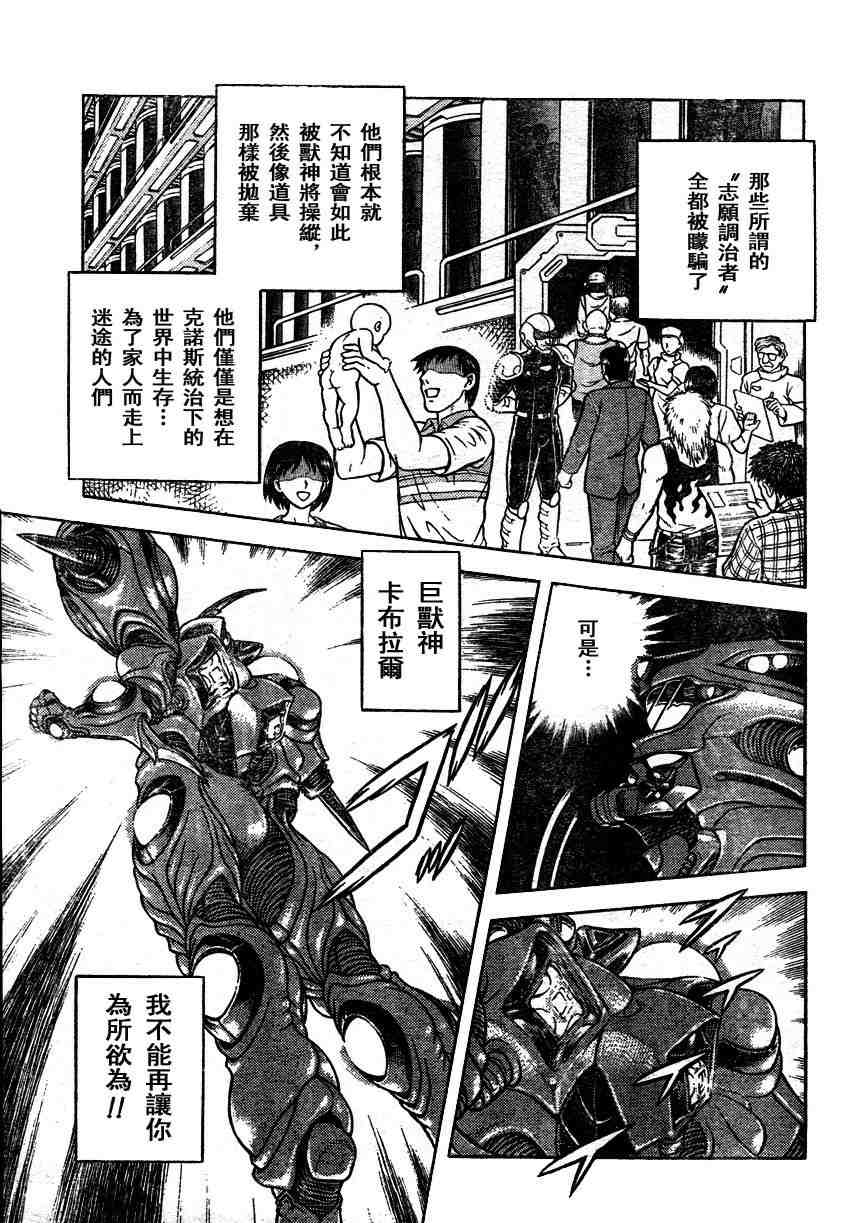 那些所謂的
〝志願調治者〞
全都被矇騙了
他們根本就
不知道會如此
被獸神將操縱，
然後像道具
那樣被拋棄
他們僅僅是想在
克諾斯統治下的
世界中生存…
為了家人而走上
迷途的人們
可是…
巨獸神
卡布拉爾
我不能再讓你
為所欲為!!